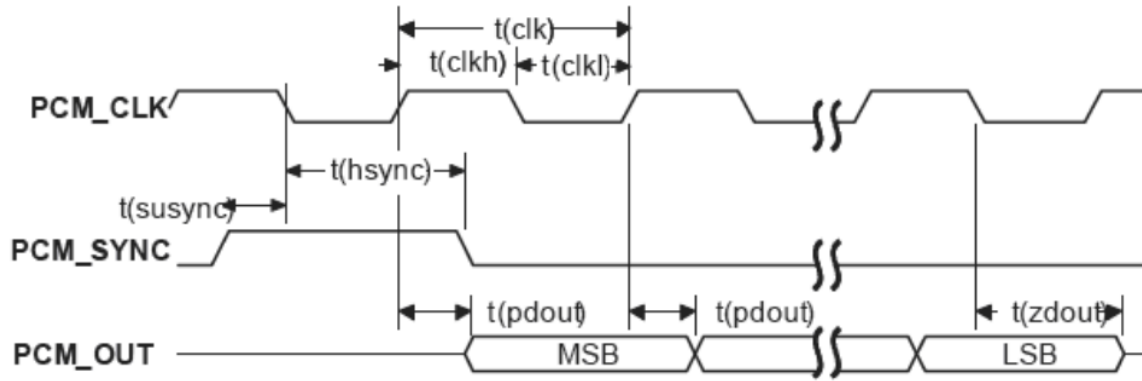 t(clk)
t(clkh) t(clkl)
PCM_CLK
t(hsync)
t(susync)
PCM_SYNC
t(pdout) t(pdout) t(zdout)
PCM_OUT MSB LSB